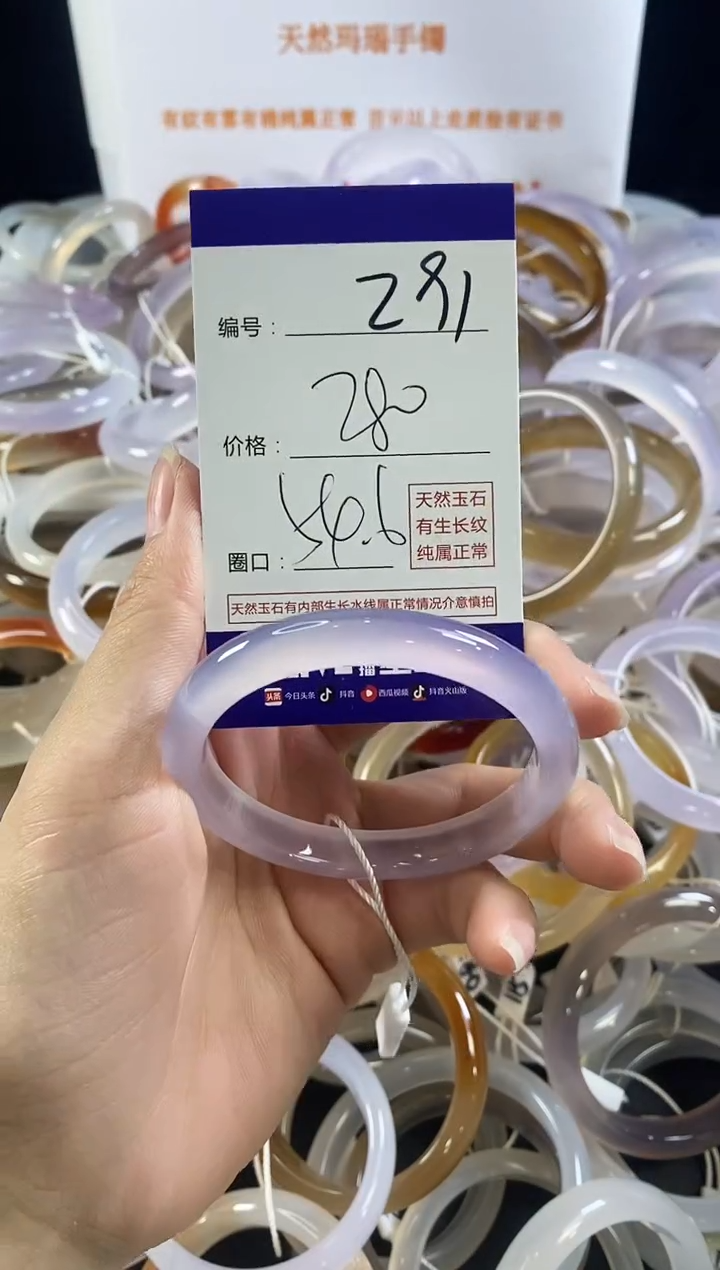 天然玛瑙手镯
编号：291
价格：280
圈口：54.6
天然玉石
有生长纹
纯属正常
天然玉石有内部生长水线属正常情况介意慎拍
头条 今日头条 抖音 西瓜视频 抖音火山版